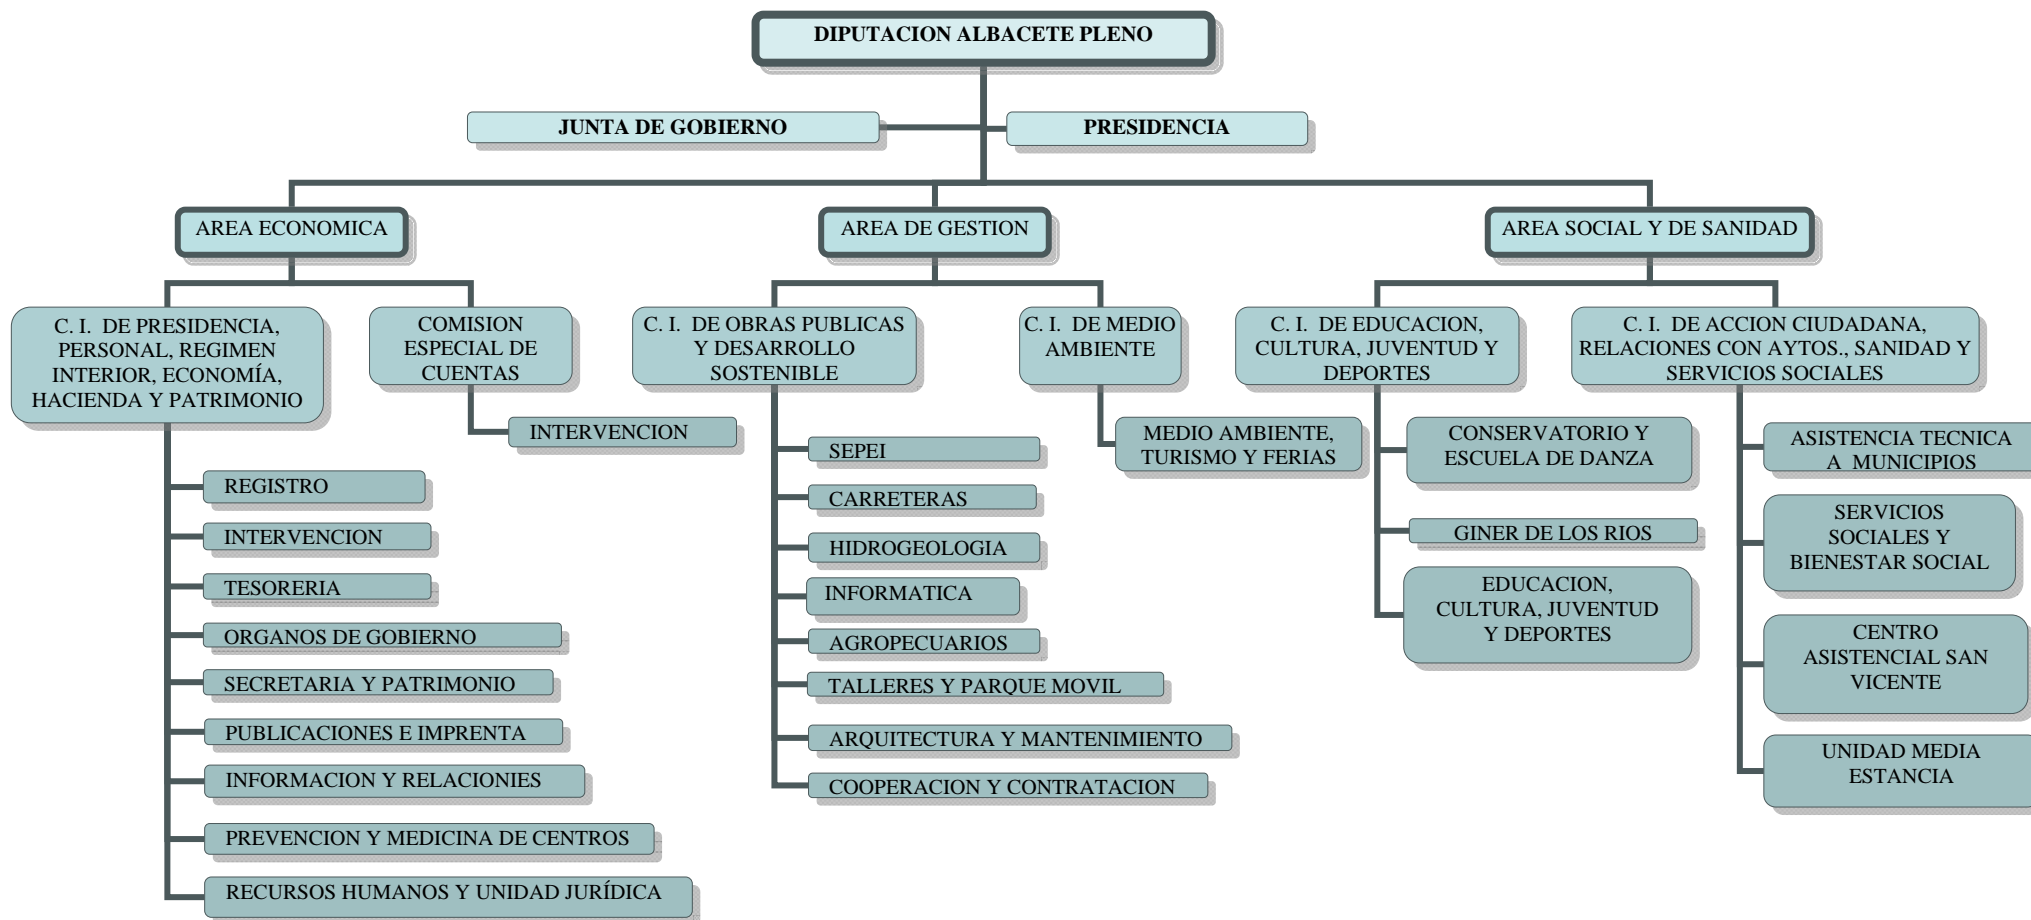 DIPUTACION ALBACETE PLENO
JUNTA DE GOBIERNO
PRESIDENCIA
AREA ECONOMICA
AREA DE GESTION
AREA SOCIAL Y DE SANIDAD
C. I. DE PRESIDENCIA,
PERSONAL, REGIMEN
INTERIOR, ECONOMÍA,
HACIENDA Y PATRIMONIO
COMISION
ESPECIAL DE
CUENTAS
C. I. DE OBRAS PUBLICAS
Y DESARROLLO
SOSTENIBLE
C. I. DE MEDIO
AMBIENTE
C. I. DE EDUCACION,
CULTURA, JUVENTUD Y
DEPORTES
C. I. DE ACCION CIUDADANA,
RELACIONES CON AYTOS., SANIDAD Y
SERVICIOS SOCIALES
REGISTRO
INTERVENCION
TESORERIA
ORGANOS DE GOBIERNO
SECRETARIA Y PATRIMONIO
PUBLICACIONES E IMPRENTA
INFORMACION Y RELACIONIES
PREVENCION Y MEDICINA DE CENTROS
RECURSOS HUMANOS Y UNIDAD JURÍDICA
INTERVENCION
SEPEI
CARRETERAS
HIDROGEOLOGIA
INFORMATICA
AGROPECUARIOS
TALLERES Y PARQUE MOVIL
ARQUITECTURA Y MANTENIMIENTO
COOPERACION Y CONTRATACION
MEDIO AMBIENTE,
TURISMO Y FERIAS
CONSERVATORIO Y
ESCUELA DE DANZA
GINER DE LOS RIOS
EDUCACION,
CULTURA, JUVENTUD
Y DEPORTES
ASISTENCIA TECNICA
A MUNICIPIOS
SERVICIOS
SOCIALES Y
BIENESTAR SOCIAL
CENTRO
ASISTENCIAL SAN
VICENTE
UNIDAD MEDIA
ESTANCIA